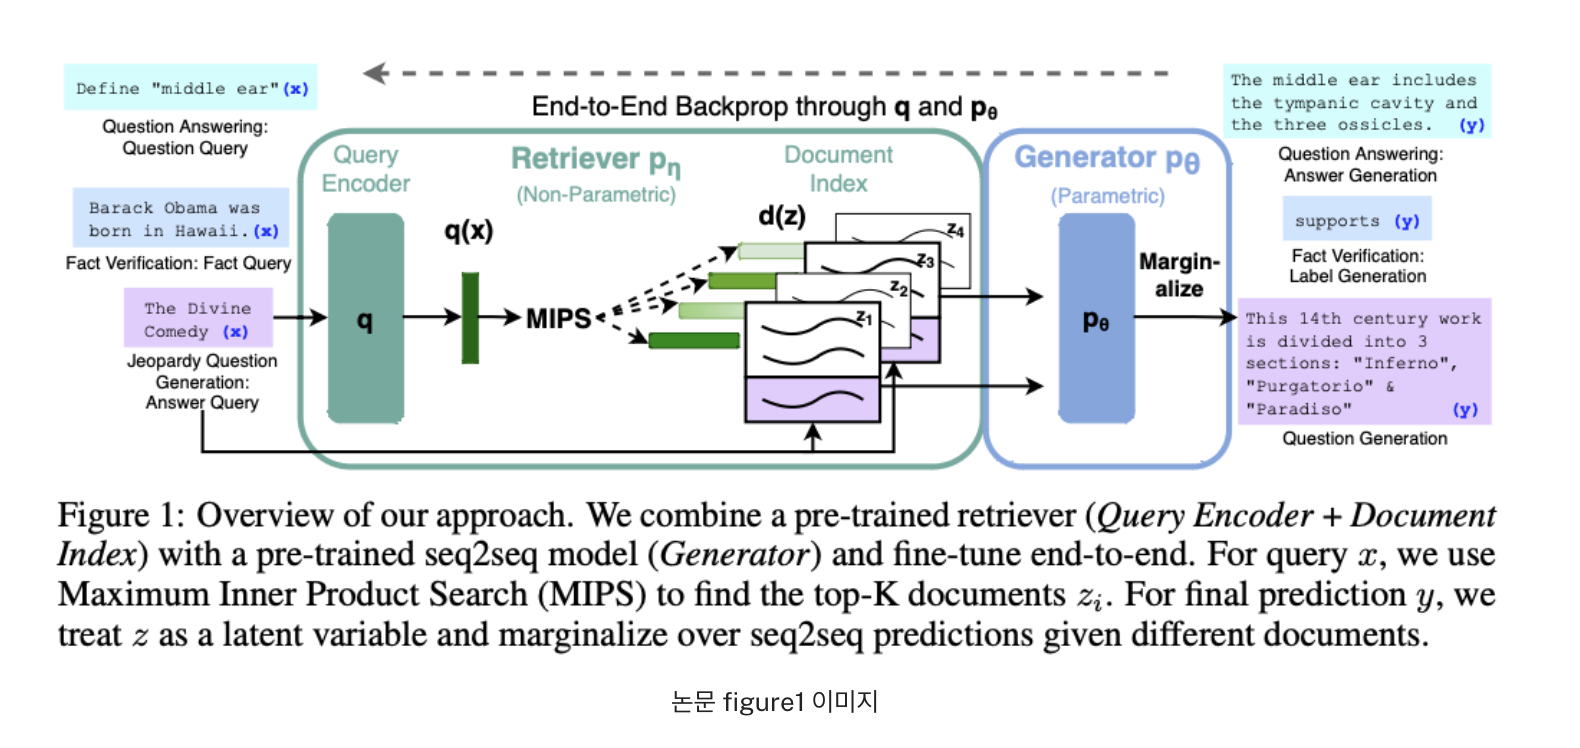 Define "middle ear"(x)
Question Answering:
Question Query
Barack Obama was
born in Hawaii.(x)
Fact Verification: Fact Query
The Divine
Comedy (x)
Jeopardy Question
Generation:
Answer Query
End-to-End Backprop through q and pθ
Query
Encoder
Retriever pη
(Non-Parametric)
Document
Index
q
q(x)
MIPS
d(z)
z4
z3
z2
z1
Generator pθ
(Parametric)
pθ
Margin-
alize
The middle ear includes
the tympanic cavity and
the three ossicles. (y)
Question Answering:
Answer Generation
supports (y)
Fact Verification:
Label Generation
This 14th century work
is divided into 3
sections: "Inferno",
"Purgatorio" &
"Paradiso" (y)
Question Generation
Figure 1: Overview of our approach. We combine a pre-trained retriever (Query Encoder + Document
Index) with a pre-trained seq2seq model (Generator) and fine-tune end-to-end. For query x, we use
Maximum Inner Product Search (MIPS) to find the top-K documents zi. For final prediction y, we
treat z as a latent variable and marginalize over seq2seq predictions given different documents.
논문 figure1 이미지